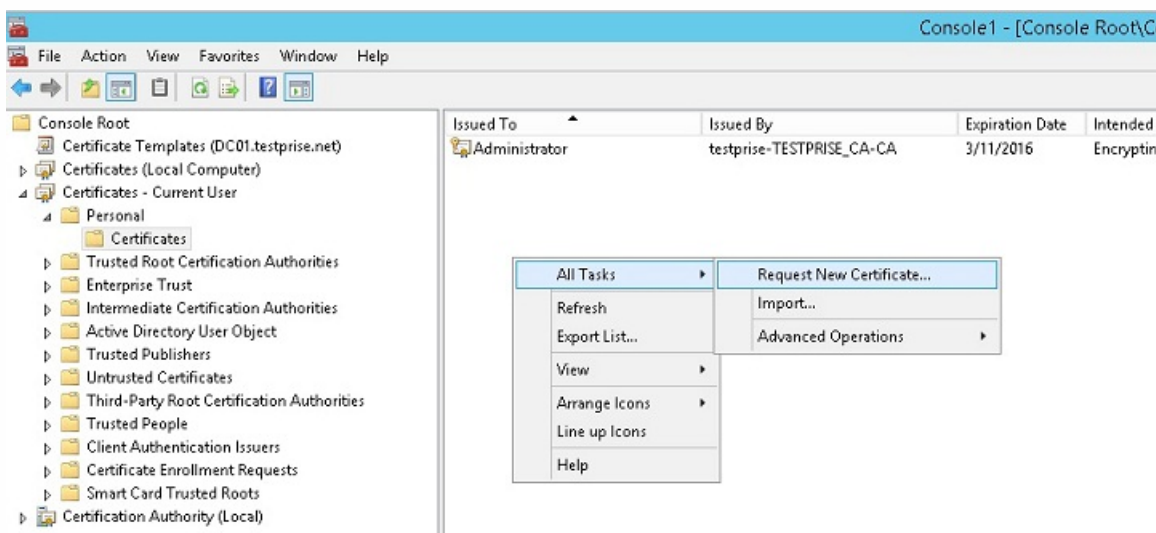 Console1 - [Console Root\C
File Action View Favorites Window Help
Console Root
Certificate Templates (DC01.testprise.net)
Certificates (Local Computer)
Certificates - Current User
Personal
Certificates
Trusted Root Certification Authorities
Enterprise Trust
Intermediate Certification Authorities
Active Directory User Object
Trusted Publishers
Untrusted Certificates
Third-Party Root Certification Authorities
Trusted People
Client Authentication Issuers
Certificate Enrollment Requests
Smart Card Trusted Roots
Certification Authority (Local)
Issued To Issued By Expiration Date Intended
Administrator testprise-TESTPRISE_CA-CA 3/11/2016 Encryptin
All Tasks
Refresh
Export List...
View
Arrange Icons
Line up Icons
Help
Request New Certificate...
Import...
Advanced Operations